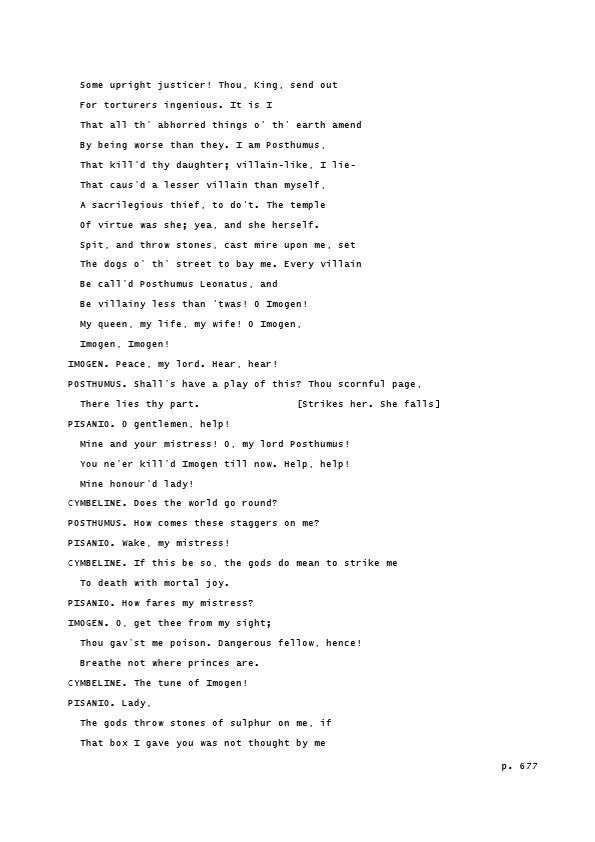 Some upright justicer! Thou, King, send out
For torturers ingenious. It is I
That all th' abhorred things o' th' earth amend
By being worse than they. I am Posthumus,
That kill'd thy daughter; villain-like, I lie-
That caus'd a lesser villain than myself,
A sacrilegious thief, to do't. The temple
Of virtue was she; yea, and she herself.
Spit, and throw stones, cast mire upon me, set
The dogs o' th' street to bay me. Every villain
Be call'd Posthumus Leonatus, and
Be villainy less than 'twas! O Imogen!
My queen, my life, my wife! O Imogen,
Imogen, Imogen!
IMOGEN. Peace, my lord. Hear, hear!
POSTHUMUS. Shall's have a play of this? Thou scornful page,
There lies thy part. [Strikes her. She falls]
PISANIO. O gentlemen, help!
Mine and your mistress! O, my lord Posthumus!
You ne'er kill'd Imogen till now. Help, help!
Mine honour'd lady!
CYMBELINE. Does the world go round?
POSTHUMUS. How comes these staggers on me?
PISANIO. Wake, my mistress!
CYMBELINE. If this be so, the gods do mean to strike me
To death with mortal joy.
PISANIO. How fares my mistress?
IMOGEN. O, get thee from my sight;
Thou gav'st me poison. Dangerous fellow, hence!
Breathe not where princes are.
CYMBELINE. The tune of Imogen!
PISANIO. Lady,
The gods throw stones of sulphur on me, if
That box I gave you was not thought by me
p. 677